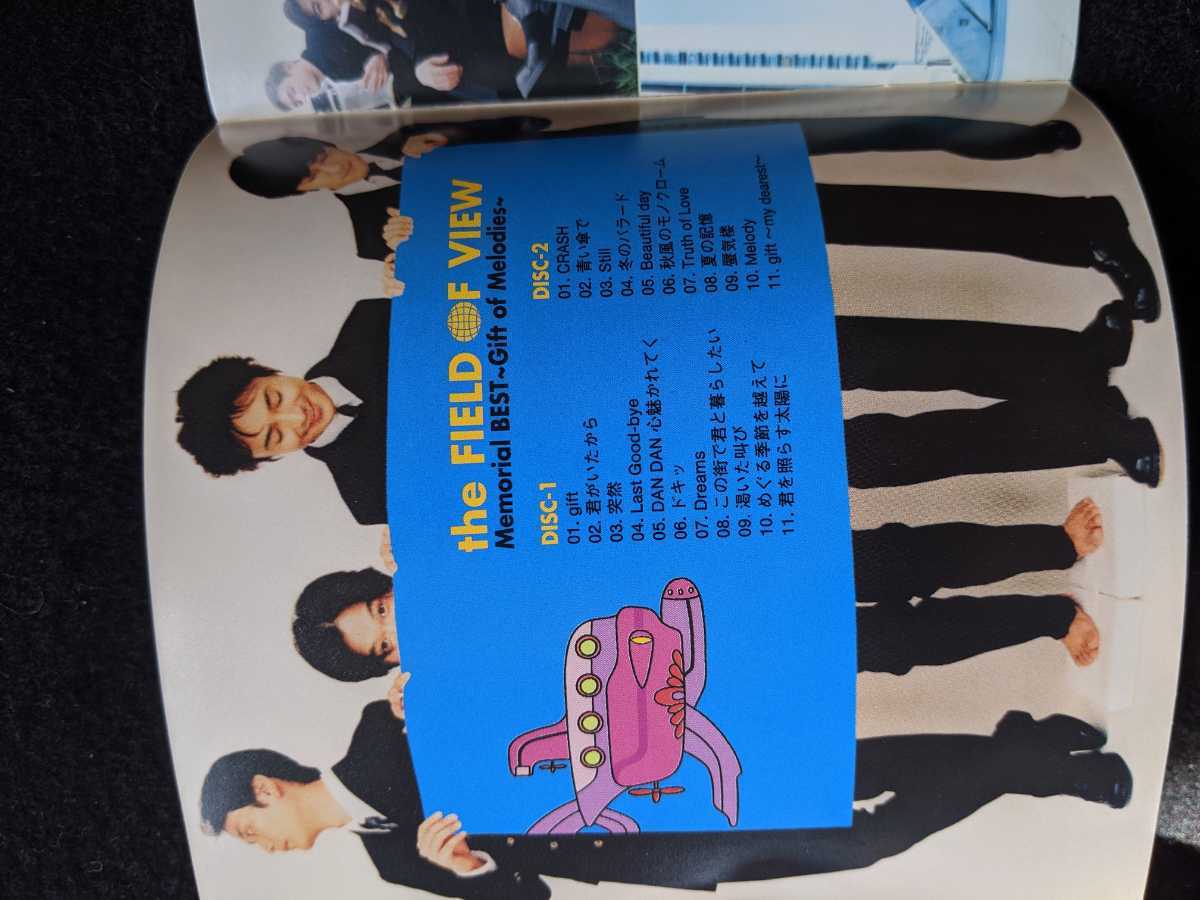 the FIELD OF VIEW
Memorial BEST~Gift of Melodies~
DISC-1
01. gift
02. 君がいたから
03. 突然
04. Last Good-bye
05. DAN DAN 心魅かれてく
06. ドキッ
07. Dreams
08. この街で君と暮らしたい
09. 渇いた叫び
10. めぐる季節を越えて
11. 君を照らす太陽に
DISC-2
01. CRASH
02. 青い傘で
03. Still
04. 冬のバラード
05. Beautiful day
06. 秋風のモノクローム
07. Truth of Love
08. 夏の記憶
09. 蜃気楼
10. Melody
11. gift 〜my dearest〜